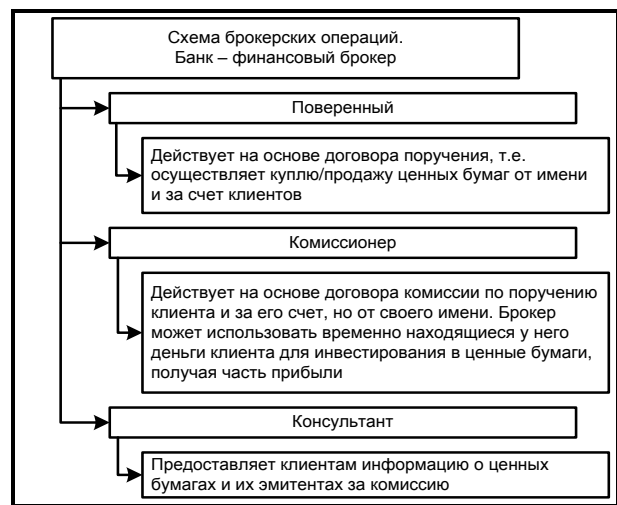 Схема брокерских операций.
Банк – финансовый брокер
Поверенный
Действует на основе договора поручения, т.е.
осуществляет куплю/продажу ценных бумаг от имени
и за счет клиентов
Комиссионер
Действует на основе договора комиссии по поручению
клиента и за его счет, но от своего имени. Брокер
может использовать временно находящиеся у него
деньги клиента для инвестирования в ценные бумаги,
получая часть прибыли
Консультант
Предоставляет клиентам информацию о ценных
бумагах и их эмитентах за комиссию